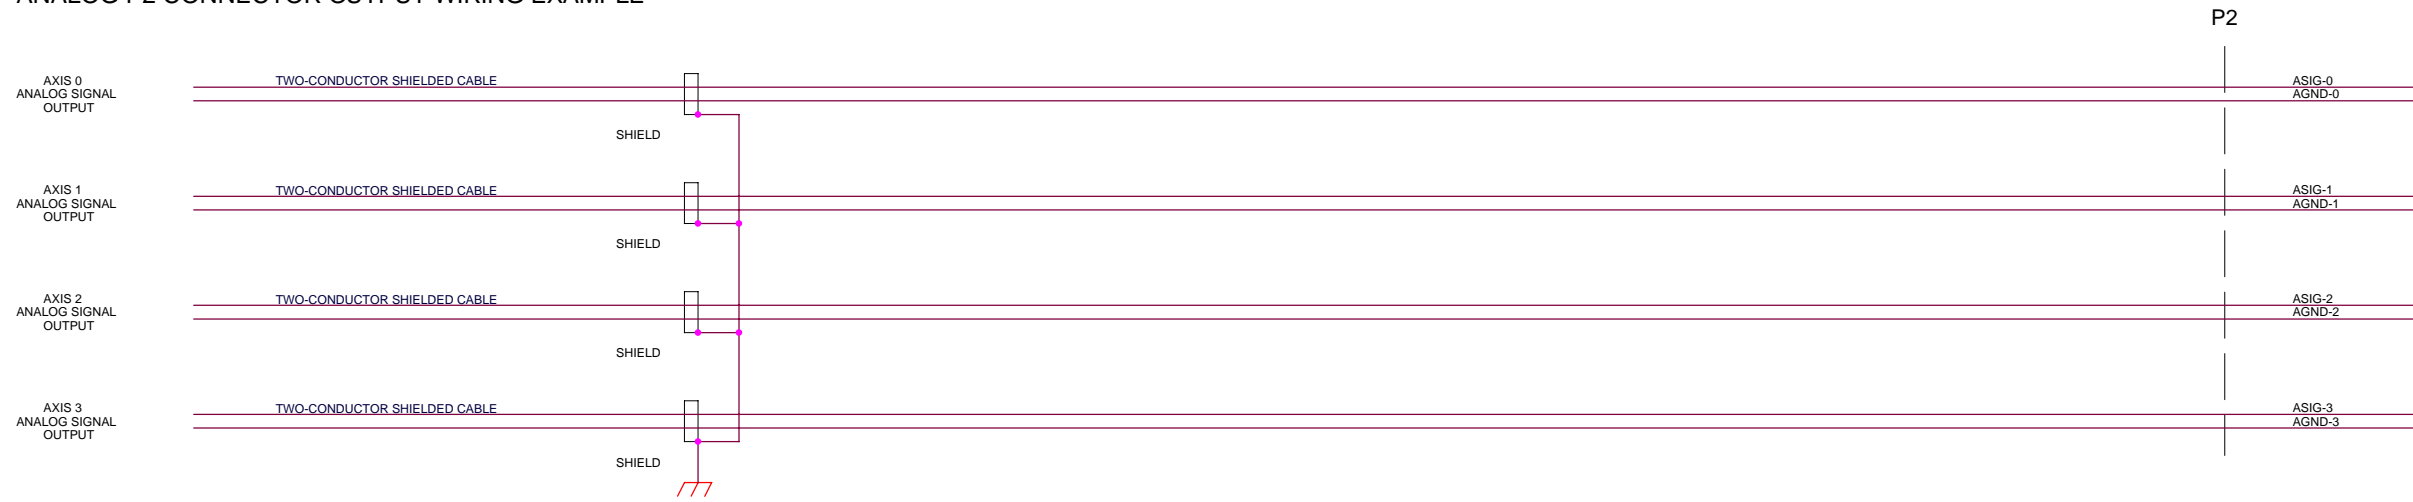 CONNECTOR
WIRING EXAMPLE
P2
AXIS 0
ANALOG SIGNAL
OUTPUT
TWO-CONDUCTOR SHIELDED CABLE
ASIG-0
AGND-0
SHIELD
AXIS 1
ANALOG SIGNAL
OUTPUT
TWO-CONDUCTOR SHIELDED CABLE
ASIG-1
AGND-1
SHIELD
AXIS 2
ANALOG SIGNAL
OUTPUT
TWO-CONDUCTOR SHIELDED CABLE
ASIG-2
AGND-2
SHIELD
AXIS 3
ANALOG SIGNAL
OUTPUT
TWO-CONDUCTOR SHIELDED CABLE
ASIG-3
AGND-3
SHIELD